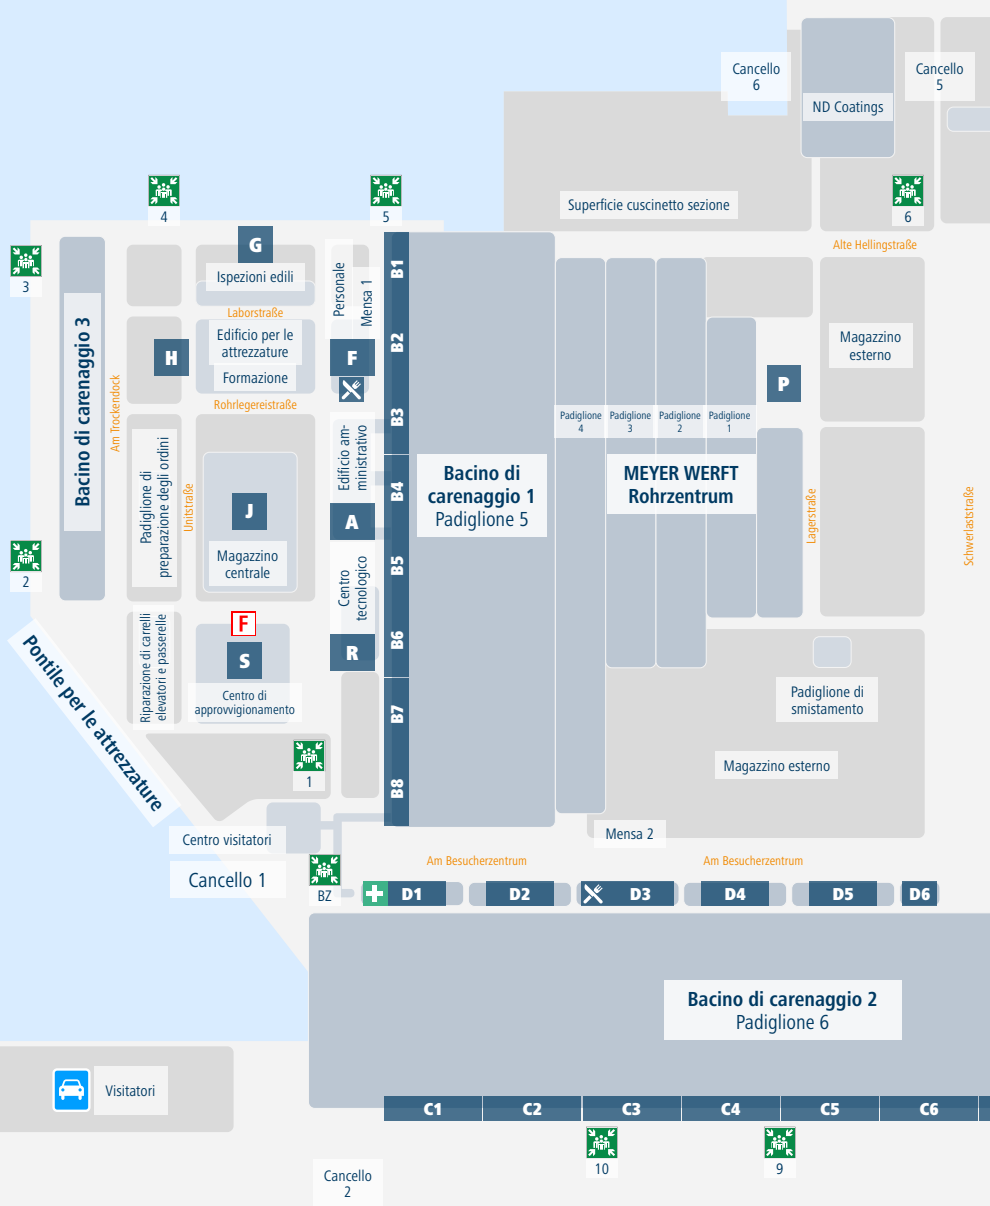 Cancello
6
Cancello
5
ND Coatings
Superficie cuscinetto sezione
4
5
6
3
G
Ispezioni edili
Laborstraße
Personale
Mensa 1
Alte Hellingstraße
B1
B2
B3
B4
B5
B6
B7
B8
Edificio per le
attrezzature
H
F
Formazione
Rohrlegereistraße
Bacino di carenaggio 3
Am Trockendock
Magazzino
esterno
P
Padiglione
4
Padiglione
3
Padiglione
2
Padiglione
1
Padiglione di
preparazione degli ordini
Unitstraße
J
Magazzino
centrale
Edificio am-
ministrativo
A
Centro
tecnologico
R
Bacino di
carenaggio 1
Padiglione 5
MEYER WERFT
Rohrzentrum
Lagerstraße
Schwerlaststraße
2
F
S
Centro di
approvvigionamento
Riparazione di carrelli
elevatori e passerelle
Pontile per le attrezzature
Padiglione di
smistamento
Magazzino esterno
1
Centro visitatori
Mensa 2
Cancello 1
BZ
Am Besucherzentrum
Am Besucherzentrum
D1
D2
D3
D4
D5
D6
Bacino di carenaggio 2
Padiglione 6
Visitatori
C1
C2
C3
C4
C5
C6
10
9
Cancello
2